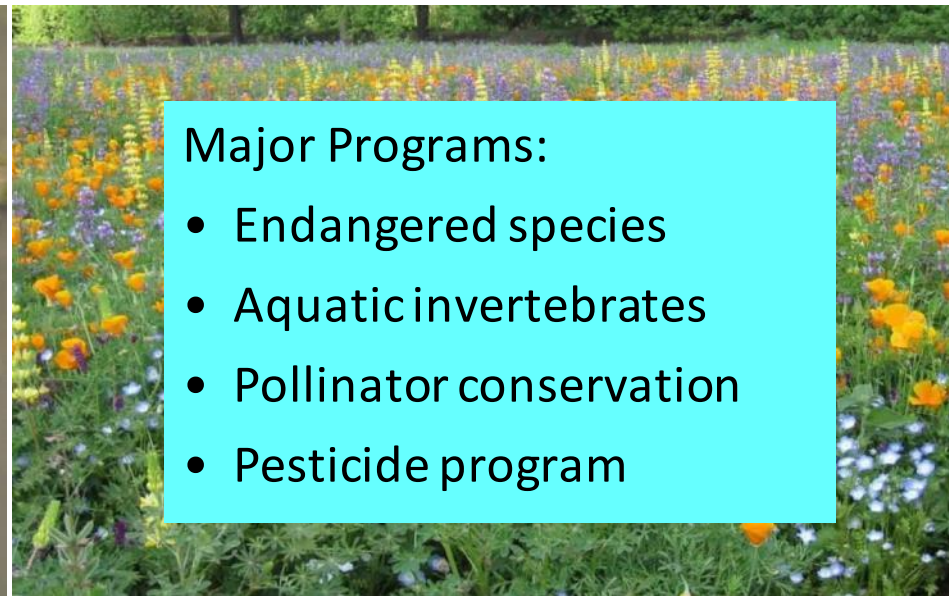 Major Programs:
• Endangered species
• Aquatic invertebrates
• Pollinator conservation
• Pesticide program